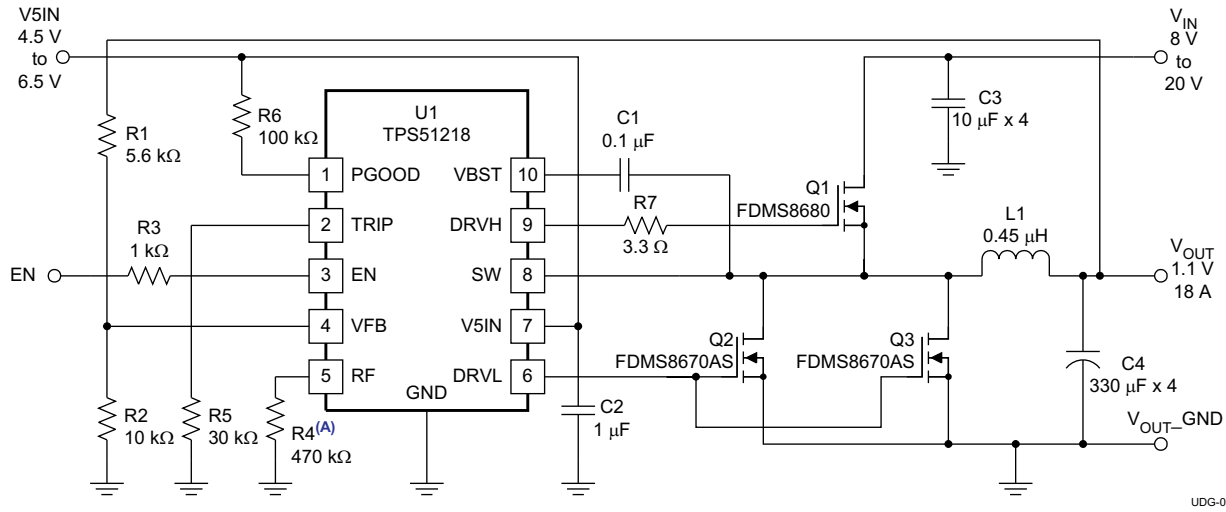 V5IN
4.5 V
to
6.5 V
VIN
8 V
to
20 V
R1
5.6 kΩ
R6
100 kΩ
U1
TPS51218
C1
0.1 μF
C3
10 μF x 4
1 PGOOD
VBST 10
2 TRIP
DRVH 9
3 EN
SW 8
4 VFB
V5IN 7
5 RF
DRVL 6
GND
R7
3.3 Ω
Q1
FDMS8680
L1
0.45 μH
VOUT
1.1 V
18 A
EN
R3
1 kΩ
Q2
FDMS8670AS
Q3
FDMS8670AS
C4
330 μF x 4
R2
10 kΩ
R5
30 kΩ
R4(A)
470 kΩ
C2
1 μF
VOUT_GND
UDG-0